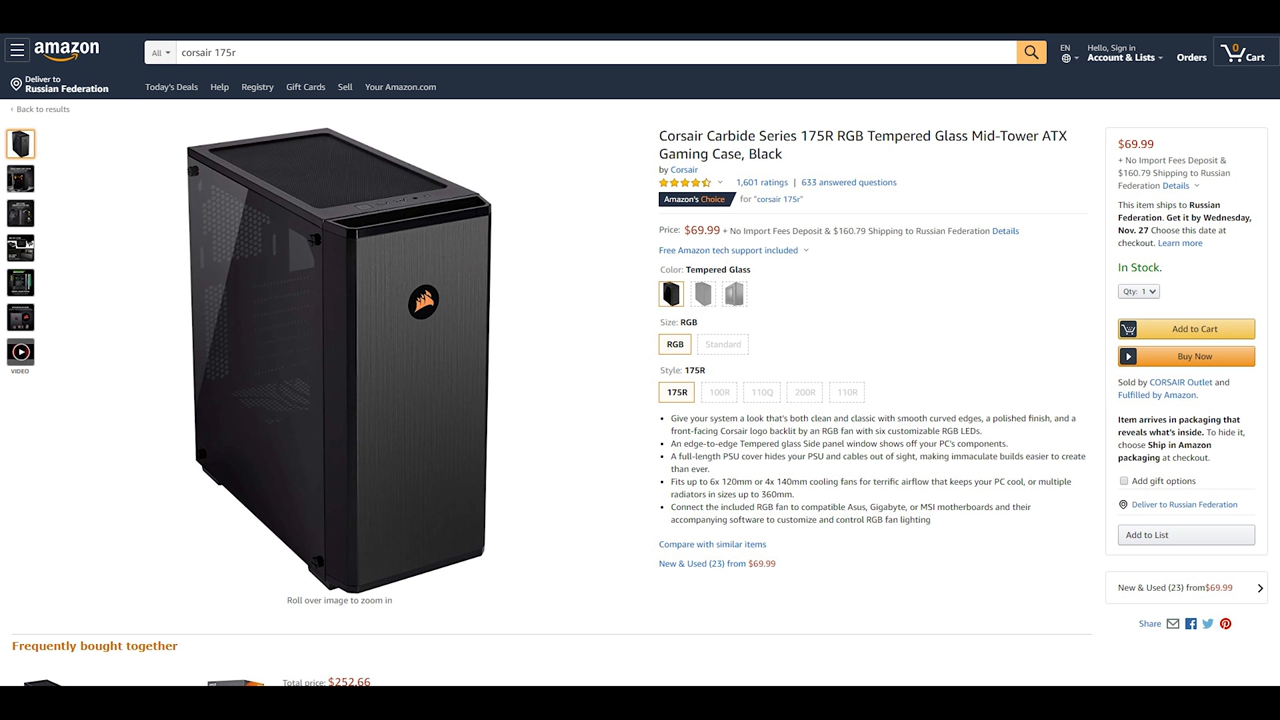 amazon
All
corsair 175r
EN
Hello, Sign in
Account & Lists
Orders
0
Cart
Deliver to
Russian Federation
Today's Deals
Help
Registry
Gift Cards
Sell
Your Amazon.com
‹ Back to results
VIDEO
Roll over image to zoom in
Corsair Carbide Series 175R RGB Tempered Glass Mid-Tower ATX
Gaming Case, Black
by Corsair
1,601 ratings | 633 answered questions
Amazon's Choice for "corsair 175r"
Price: $69.99 + No Import Fees Deposit & $160.79 Shipping to Russian Federation Details
Free Amazon tech support included
Color: Tempered Glass
Size: RGB
RGB
Standard
Style: 175R
175R
100R
110Q
200R
110R
• Give your system a look that's both clean and classic with smooth curved edges, a polished finish, and a
front-facing Corsair logo backlit by an RGB fan with six customizable RGB LEDs.
• An edge-to-edge Tempered glass Side panel window shows off your PC's components.
• A full-length PSU cover hides your PSU and cables out of sight, making immaculate builds easier to create
than ever.
• Fits up to 6x 120mm or 4x 140mm cooling fans for terrific airflow that keeps your PC cool, or multiple
radiators in sizes up to 360mm.
• Connect the included RGB fan to compatible Asus, Gigabyte, or MSI motherboards and their
accompanying software to customize and control RGB fan lighting
Compare with similar items
New & Used (23) from $69.99
$69.99
+ No Import Fees Deposit &
$160.79 Shipping to Russian
Federation Details
This item ships to Russian
Federation. Get it by Wednesday,
Nov. 27 Choose this date at
checkout. Learn more
In Stock.
Qty: 1
Add to Cart
Buy Now
Sold by CORSAIR Outlet and
Fulfilled by Amazon.
Item arrives in packaging that
reveals what's inside. To hide it,
choose Ship in Amazon
packaging at checkout.
Add gift options
Deliver to Russian Federation
Add to List
New & Used (23) from$69.99
Share
Frequently bought together
Total price: $252.66